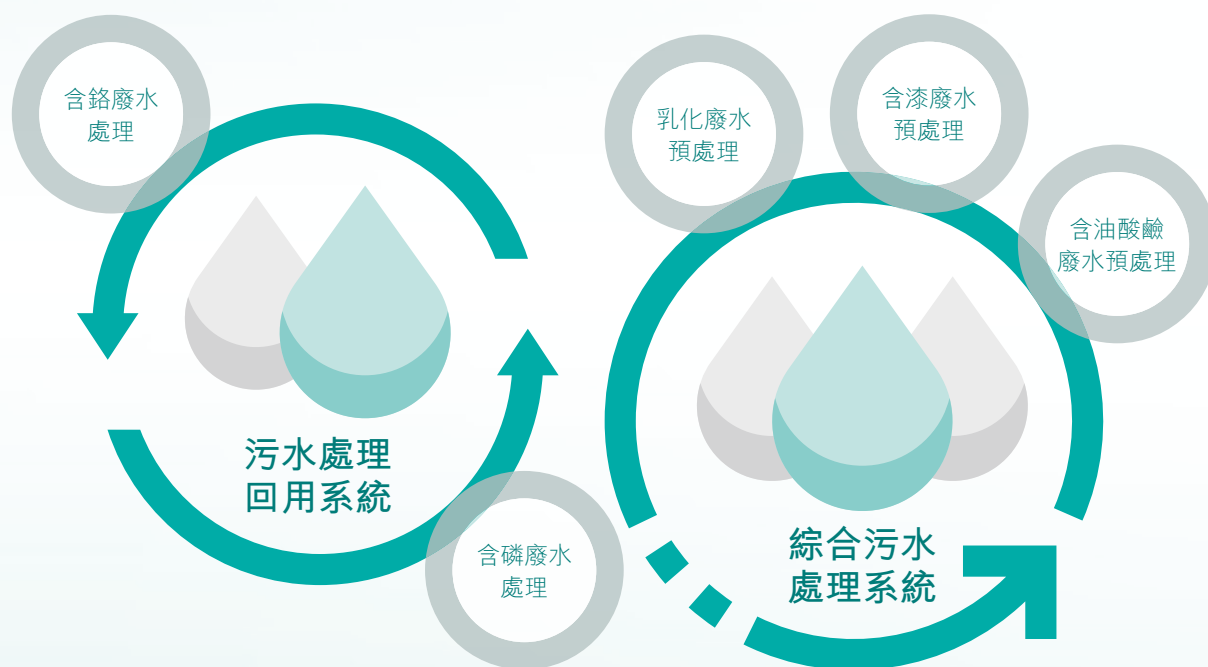 含鉻廢水
處理
污水處理
回用系統
含磷廢水
處理
乳化廢水
預處理
含漆廢水
預處理
含油酸鹼
廢水預處理
綜合污水
處理系統